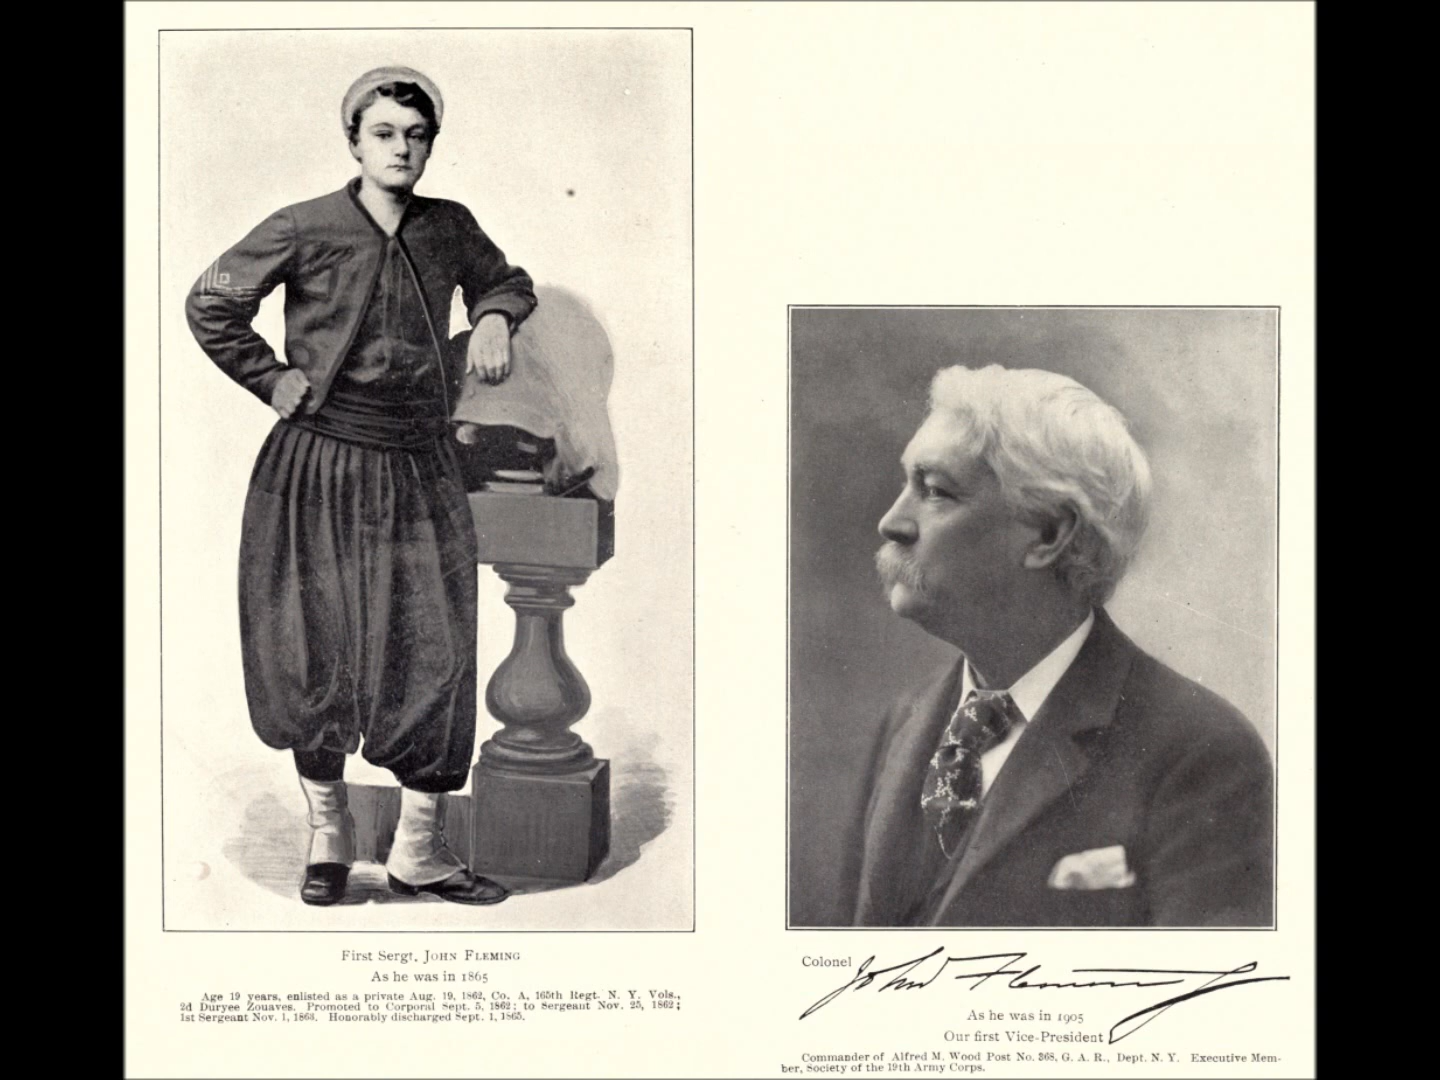 First Sergt. JOHN FLEMING
As he was in 1865
Age 19 years, enlisted as a private Aug. 19, 1862, Co. A, 165th Regt. N. Y. Vols.,
2d Duryee Zouaves. Promoted to Corporal Sept. 5, 1862; to Sergeant Nov. 25, 1862;
1st Sergeant Nov. 1, 1863. Honorably discharged Sept. 1, 1865.
Colonel John Fleming
As he was in 1905
Our first Vice-President
Commander of Alfred M. Wood Post No. 368, G. A. R., Dept. N. Y. Executive Mem-
ber, Society of the 19th Army Corps.